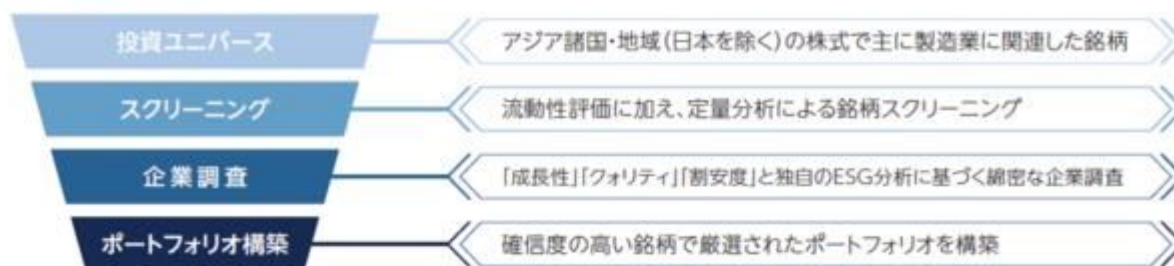 投資ユニバース
アジア諸国・地域(日本を除く)の株式で主に製造業に関連した銘柄
スクリーニング
流動性評価に加え、定量分析による銘柄スクリーニング
企業調査
「成長性」「クォリティ」「割安度」と独自のESG分析に基づく綿密な企業調査
ポートフォリオ構築
確信度の高い銘柄で厳選されたポートフォリオを構築